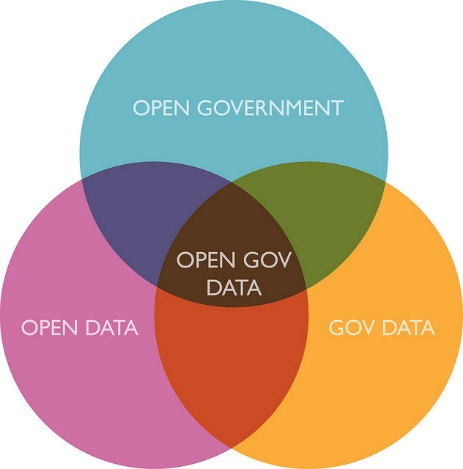 OPEN GOVERNMENT
OPEN GOV
DATA
OPEN DATA
GOV DATA